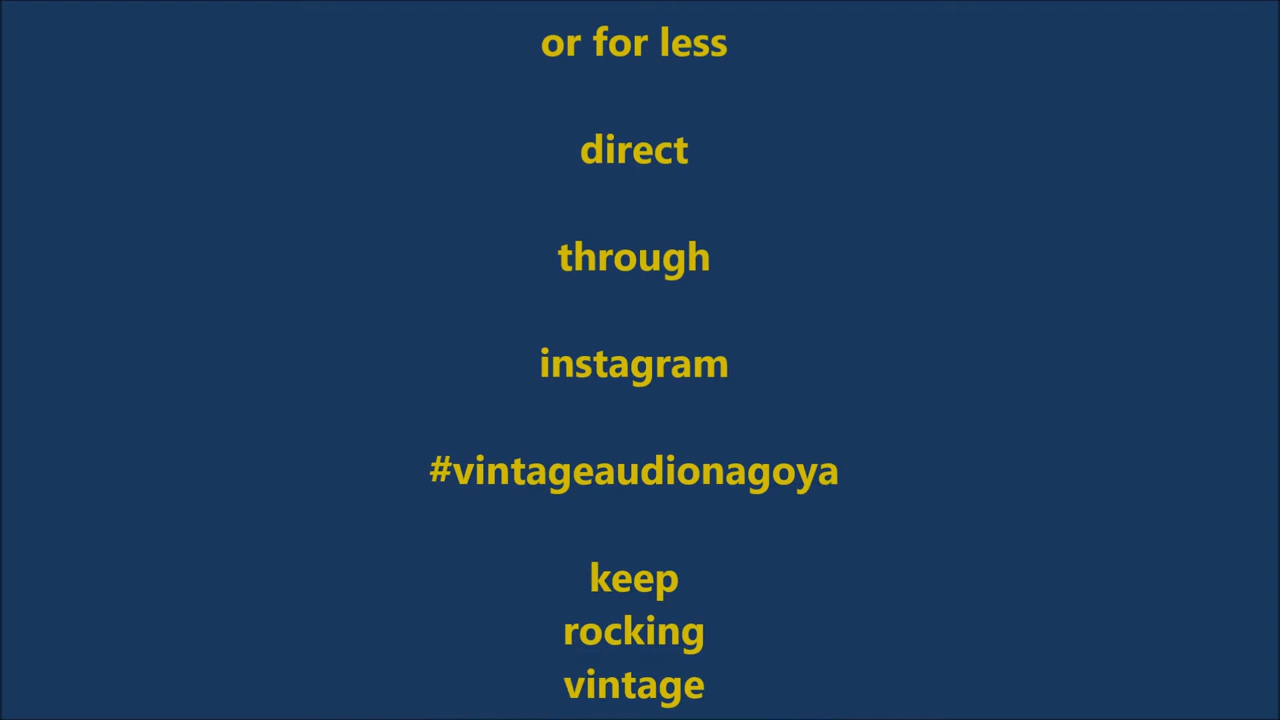 or for less
direct
through
instagram
#vintageaudionagoya
keep
rocking
vintage